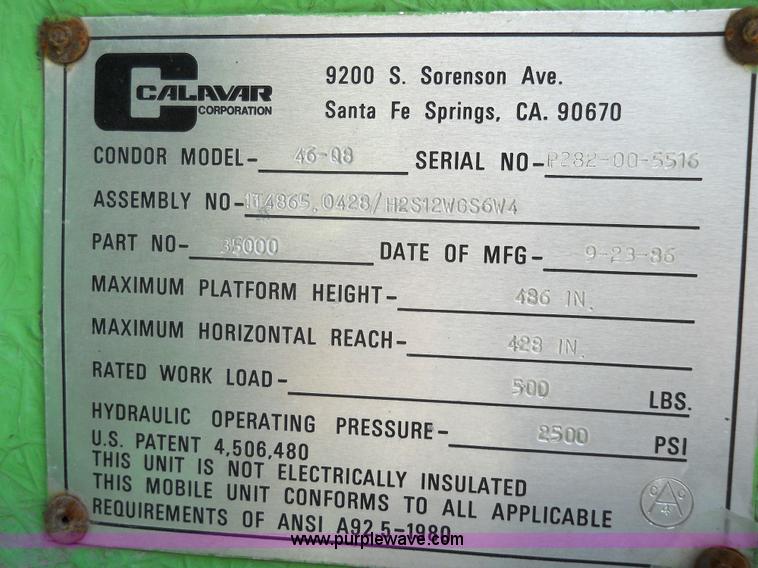 CALAVAR
CORPORATION
9200 S. Sorenson Ave.
Santa Fe Springs, CA. 90670
CONDOR MODEL- 46-Q8 SERIAL NO- P282-00-5516
ASSEMBLY NO- 1T4865.0428/H2S12WGS6W4
PART NO- 35000 DATE OF MFG- 9-23-86
MAXIMUM PLATFORM HEIGHT- 486 IN.
MAXIMUM HORIZONTAL REACH- 428 IN.
RATED WORK LOAD- 500 LBS.
HYDRAULIC OPERATING PRESSURE- 2500 PSI
U.S. PATENT 4,506,480
THIS UNIT IS NOT ELECTRICALLY INSULATED
THIS MOBILE UNIT CONFORMS TO ALL APPLICABLE
REQUIREMENTS OF ANSI A92.5-1980
CAC
4
www.purplewave.com